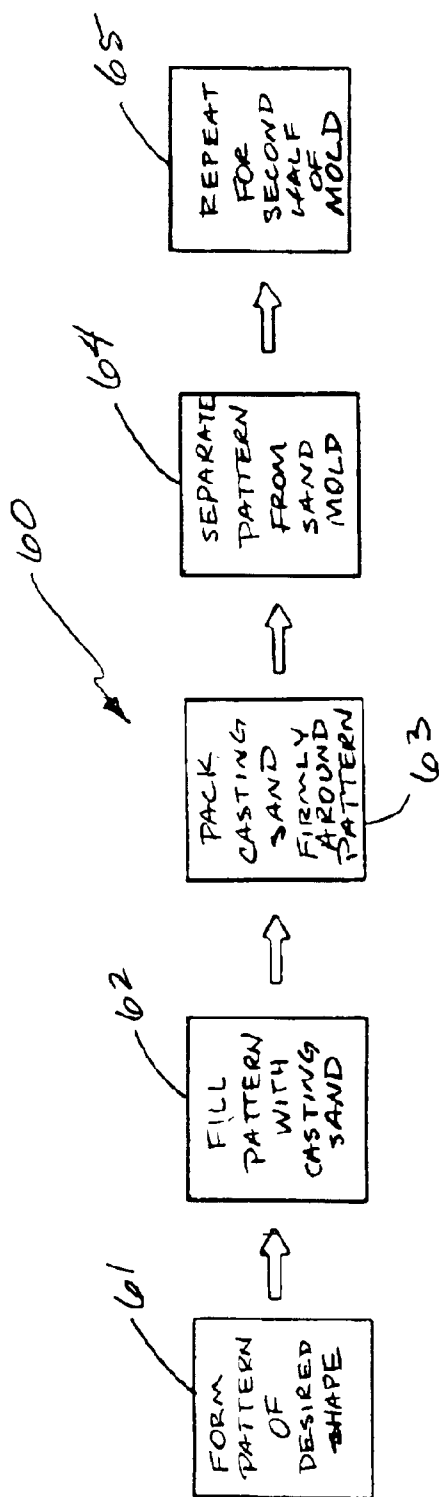 60
61
FORM
PATTERN
OF
DESIRED
SHAPE
62
FILL
PATTERN
WITH
CASTING
SAND
PACK
CASTING
SAND
FIRMLY
AROUND
PATTERN
63
64
SEPARATE
PATTERN
FROM
SAND
MOLD
65
REPEAT
FOR
SECOND
HALF
OF
MOLD